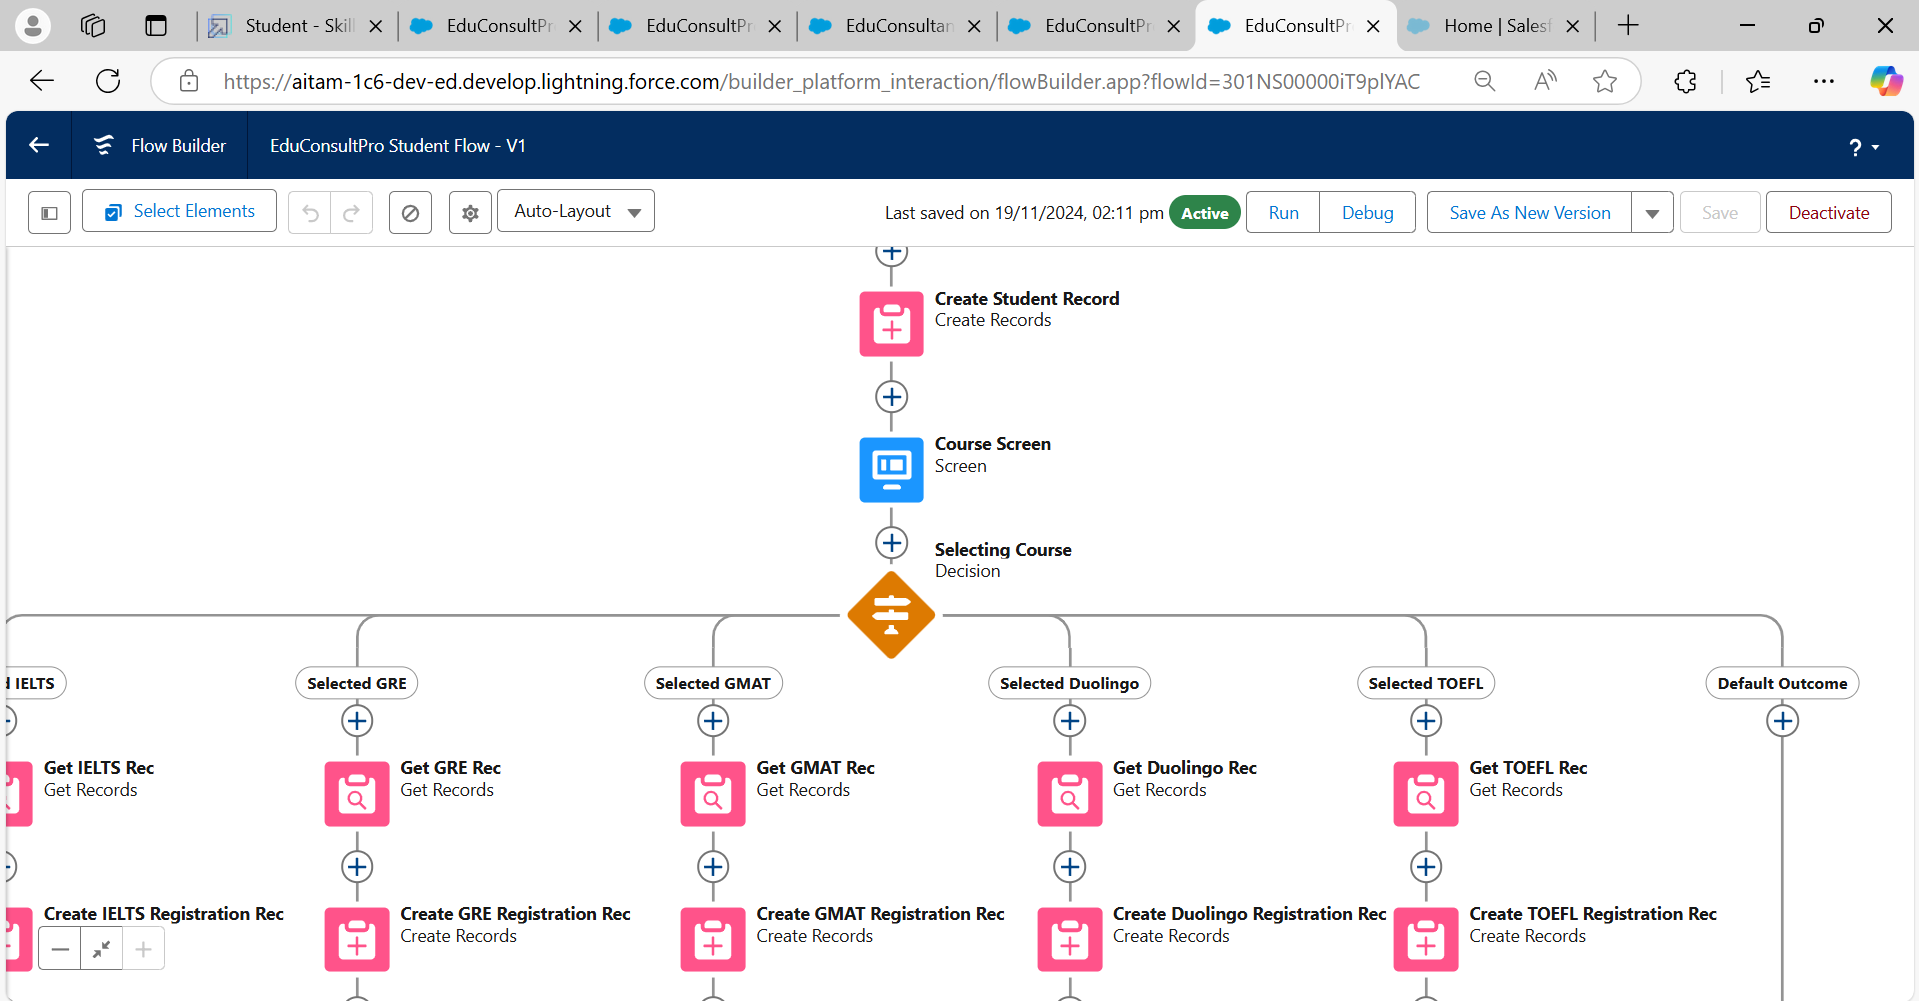 Student - Skill
EduConsultPr
EduConsultPr
EduConsultan
EduConsultPr
EduConsultPr
Home | Salesf
https://aitam-1c6-dev-ed.develop.lightning.force.com/builder_platform_interaction/flowBuilder.app?flowId=301NS00000iT9plYAC
Flow Builder
EduConsultPro Student Flow - V1
?
Select Elements
Auto-Layout
Last saved on 19/11/2024, 02:11 pm
Active
Run
Debug
Save As New Version
Save
Deactivate
Create Student Record
Create Records
Course Screen
Screen
Selecting Course
Decision
d IELTS
Selected GRE
Selected GMAT
Selected Duolingo
Selected TOEFL
Default Outcome
Get IELTS Rec
Get Records
Get GRE Rec
Get Records
Get GMAT Rec
Get Records
Get Duolingo Rec
Get Records
Get TOEFL Rec
Get Records
Create IELTS Registration Rec
Create GRE Registration Rec
Create Records
Create GMAT Registration Rec
Create Records
Create Duolingo Registration Rec
Create Records
Create TOEFL Registration Rec
Create Records